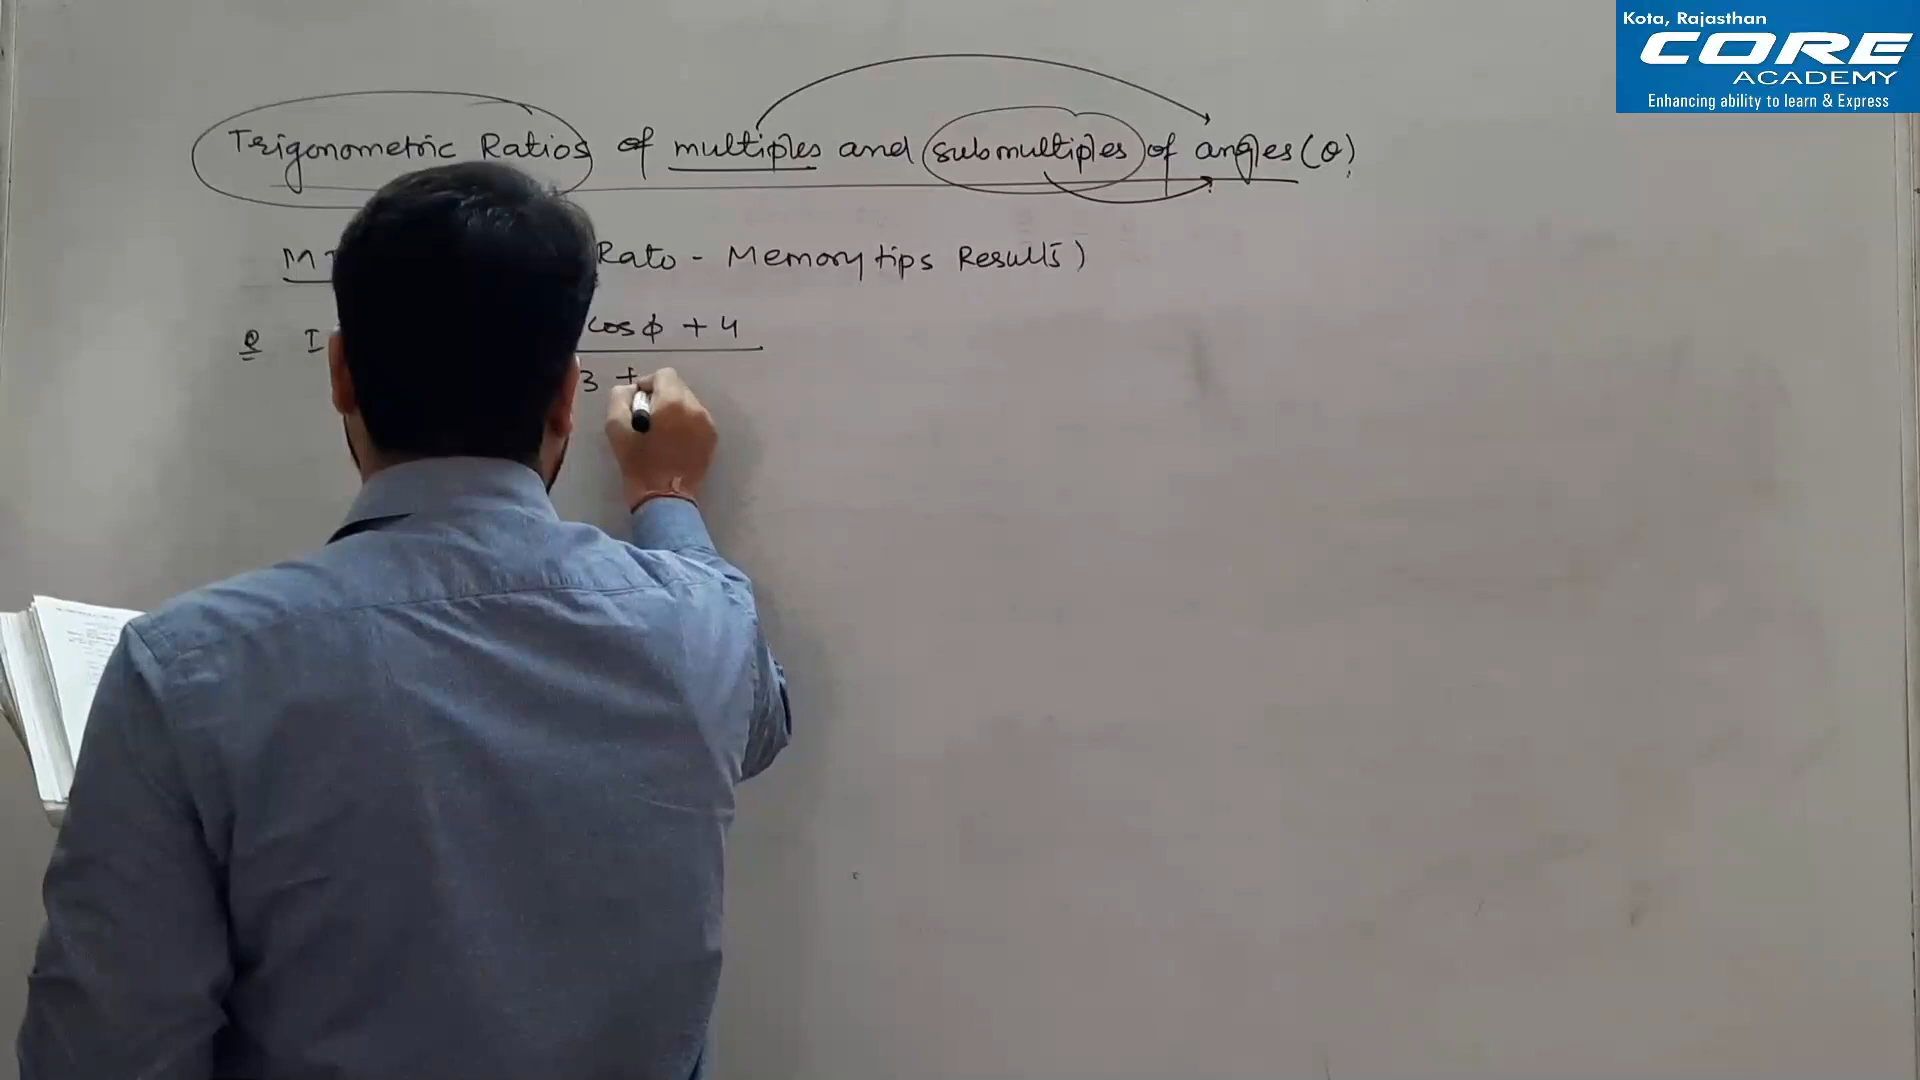 Kota, Rajasthan
CORE
ACADEMY
Enhancing ability to learn & Express
Trigonometric Ratios of multiples and submultiples of angles (θ)
Rato - Memory tips Results)
Q I cosϕ + 4
3 +